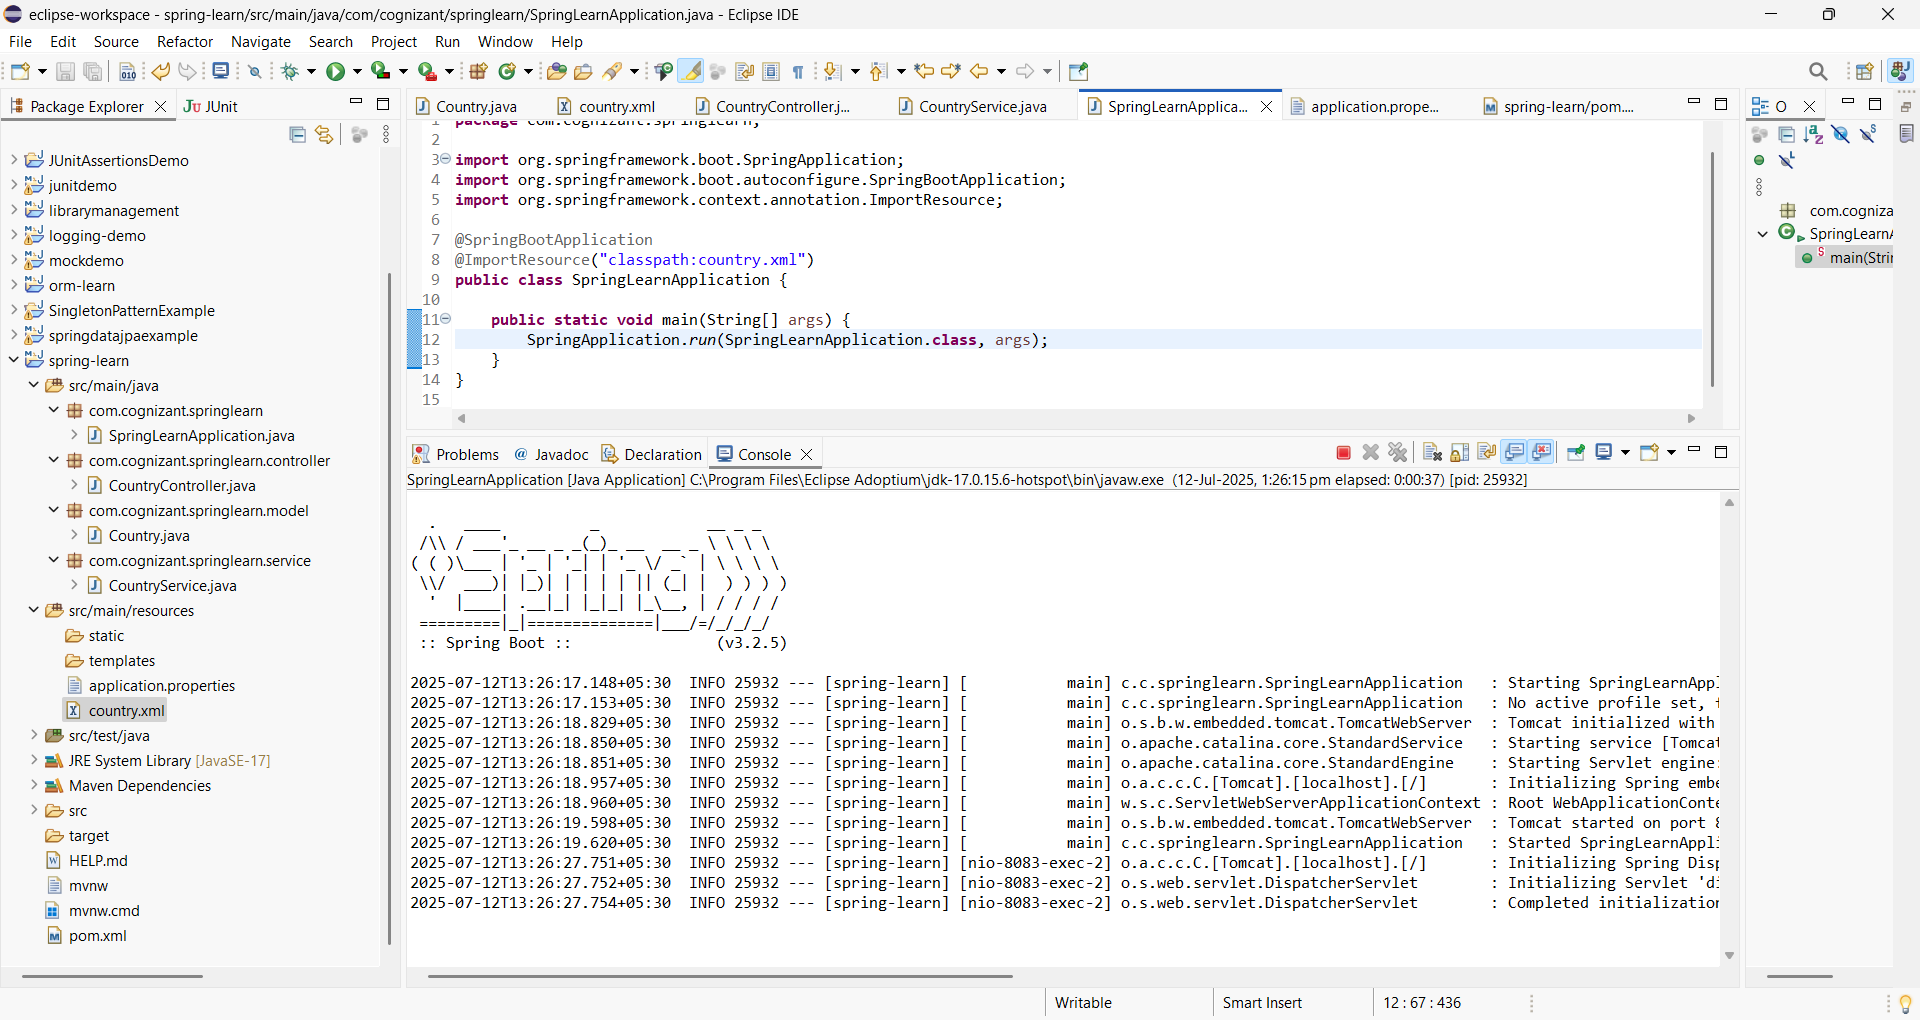 eclipse-workspace - spring-learn/src/main/java/com/cognizant/springlearn/SpringLearnApplication.java - Eclipse IDE
File Edit Source Refactor Navigate Search Project Run Window Help
Package Explorer JUnit
JUnitAssertionsDemo
junitdemo
librarymanagement
logging-demo
mockdemo
orm-learn
SingletonPatternExample
springdatajpaexample
spring-learn
src/main/java
com.cognizant.springlearn
SpringLearnApplication.java
com.cognizant.springlearn.controller
CountryController.java
com.cognizant.springlearn.model
Country.java
com.cognizant.springlearn.service
CountryService.java
src/main/resources
static
templates
application.properties
country.xml
src/test/java
JRE System Library [JavaSE-17]
Maven Dependencies
src
target
HELP.md
mvnw
mvnw.cmd
pom.xml
Country.java country.xml CountryController.j... CountryService.java SpringLearnApplica... application.prope... spring-learn/pom....
1 package com.cognizant.springlearn;
2
3 import org.springframework.boot.SpringApplication;
4 import org.springframework.boot.autoconfigure.SpringBootApplication;
5 import org.springframework.context.annotation.ImportResource;
6
7 @SpringBootApplication
8 @ImportResource("classpath:country.xml")
9 public class SpringLearnApplication {
10
11 public static void main(String[] args) {
12 SpringApplication.run(SpringLearnApplication.class, args);
13 }
14 }
15
Problems Javadoc Declaration Console
SpringLearnApplication [Java Application] C:\Program Files\Eclipse Adoptium\jdk-17.0.15.6-hotspot\bin\javaw.exe (12-Jul-2025, 1:26:15 pm elapsed: 0:00:37) [pid: 25932]
Spring
:: Spring Boot :: (v3.2.5)
2025-07-12T13:26:17.148+05:30 INFO 25932 --- [spring-learn] [ main] c.c.springlearn.SpringLearnApplication : Starting SpringLearnAppl
2025-07-12T13:26:17.153+05:30 INFO 25932 --- [spring-learn] [ main] c.c.springlearn.SpringLearnApplication : No active profile set,
2025-07-12T13:26:18.829+05:30 INFO 25932 --- [spring-learn] [ main] o.s.b.w.embedded.tomcat.TomcatWebServer : Tomcat initialized with
2025-07-12T13:26:18.850+05:30 INFO 25932 --- [spring-learn] [ main] o.apache.catalina.core.StandardService : Starting service [Tomcat
2025-07-12T13:26:18.851+05:30 INFO 25932 --- [spring-learn] [ main] o.apache.catalina.core.StandardEngine : Starting Servlet engine:
2025-07-12T13:26:18.957+05:30 INFO 25932 --- [spring-learn] [ main] o.a.c.c.C.[Tomcat].[localhost].[/] : Initializing Spring embe
2025-07-12T13:26:18.960+05:30 INFO 25932 --- [spring-learn] [ main] w.s.c.ServletWebServerApplicationContext : Root WebApplicationConte
2025-07-12T13:26:19.598+05:30 INFO 25932 --- [spring-learn] [ main] o.s.b.w.embedded.tomcat.TomcatWebServer : Tomcat started on port 8
2025-07-12T13:26:19.620+05:30 INFO 25932 --- [spring-learn] [ main] c.c.springlearn.SpringLearnApplication : Started SpringLearnAppli
2025-07-12T13:26:27.751+05:30 INFO 25932 --- [spring-learn] [nio-8083-exec-2] o.a.c.c.C.[Tomcat].[localhost].[/] : Initializing Spring Disp
2025-07-12T13:26:27.752+05:30 INFO 25932 --- [spring-learn] [nio-8083-exec-2] o.s.web.servlet.DispatcherServlet : Initializing Servlet 'di
2025-07-12T13:26:27.754+05:30 INFO 25932 --- [spring-learn] [nio-8083-exec-2] o.s.web.servlet.DispatcherServlet : Completed initialization
O
com.cogniza
SpringLearnA
main(Stri
Writable Smart Insert 12 : 67 : 436